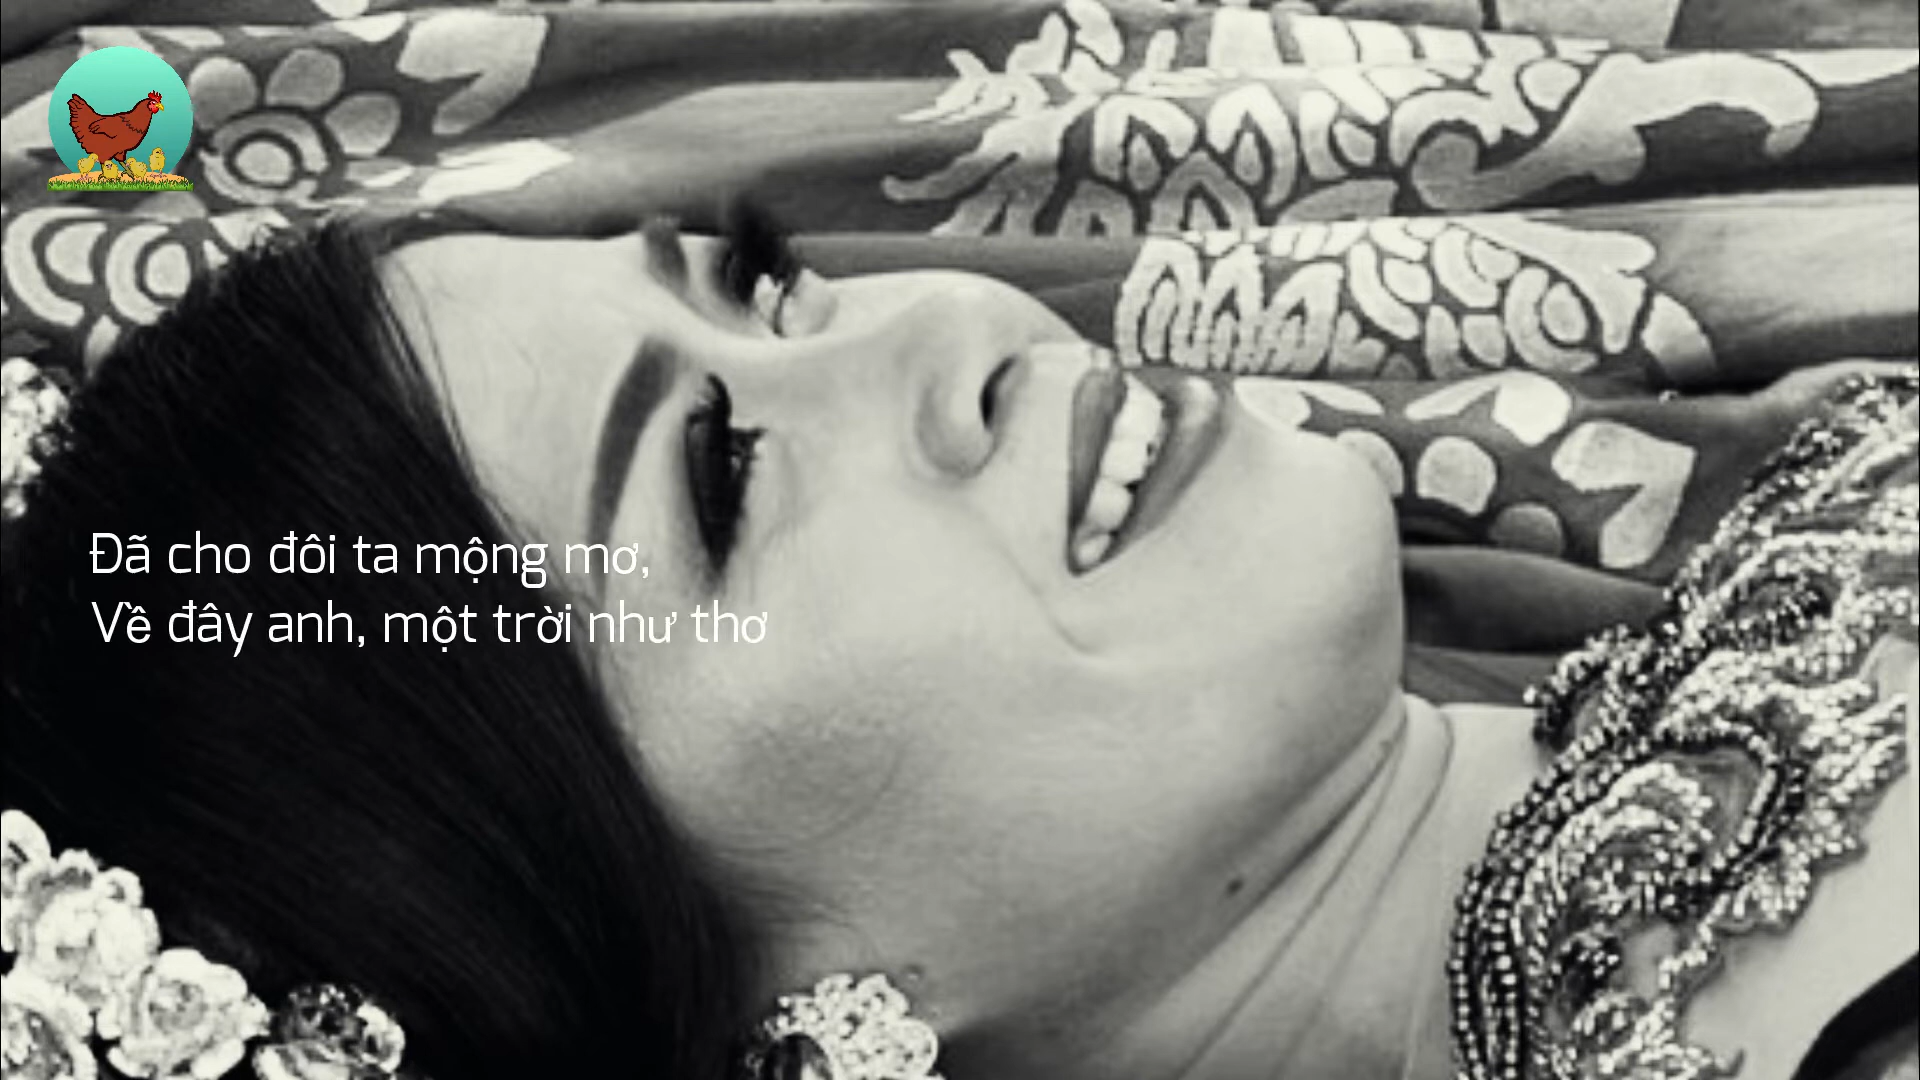 Đã cho đôi ta mộng mơ,
Về đây anh, một trời như thơ